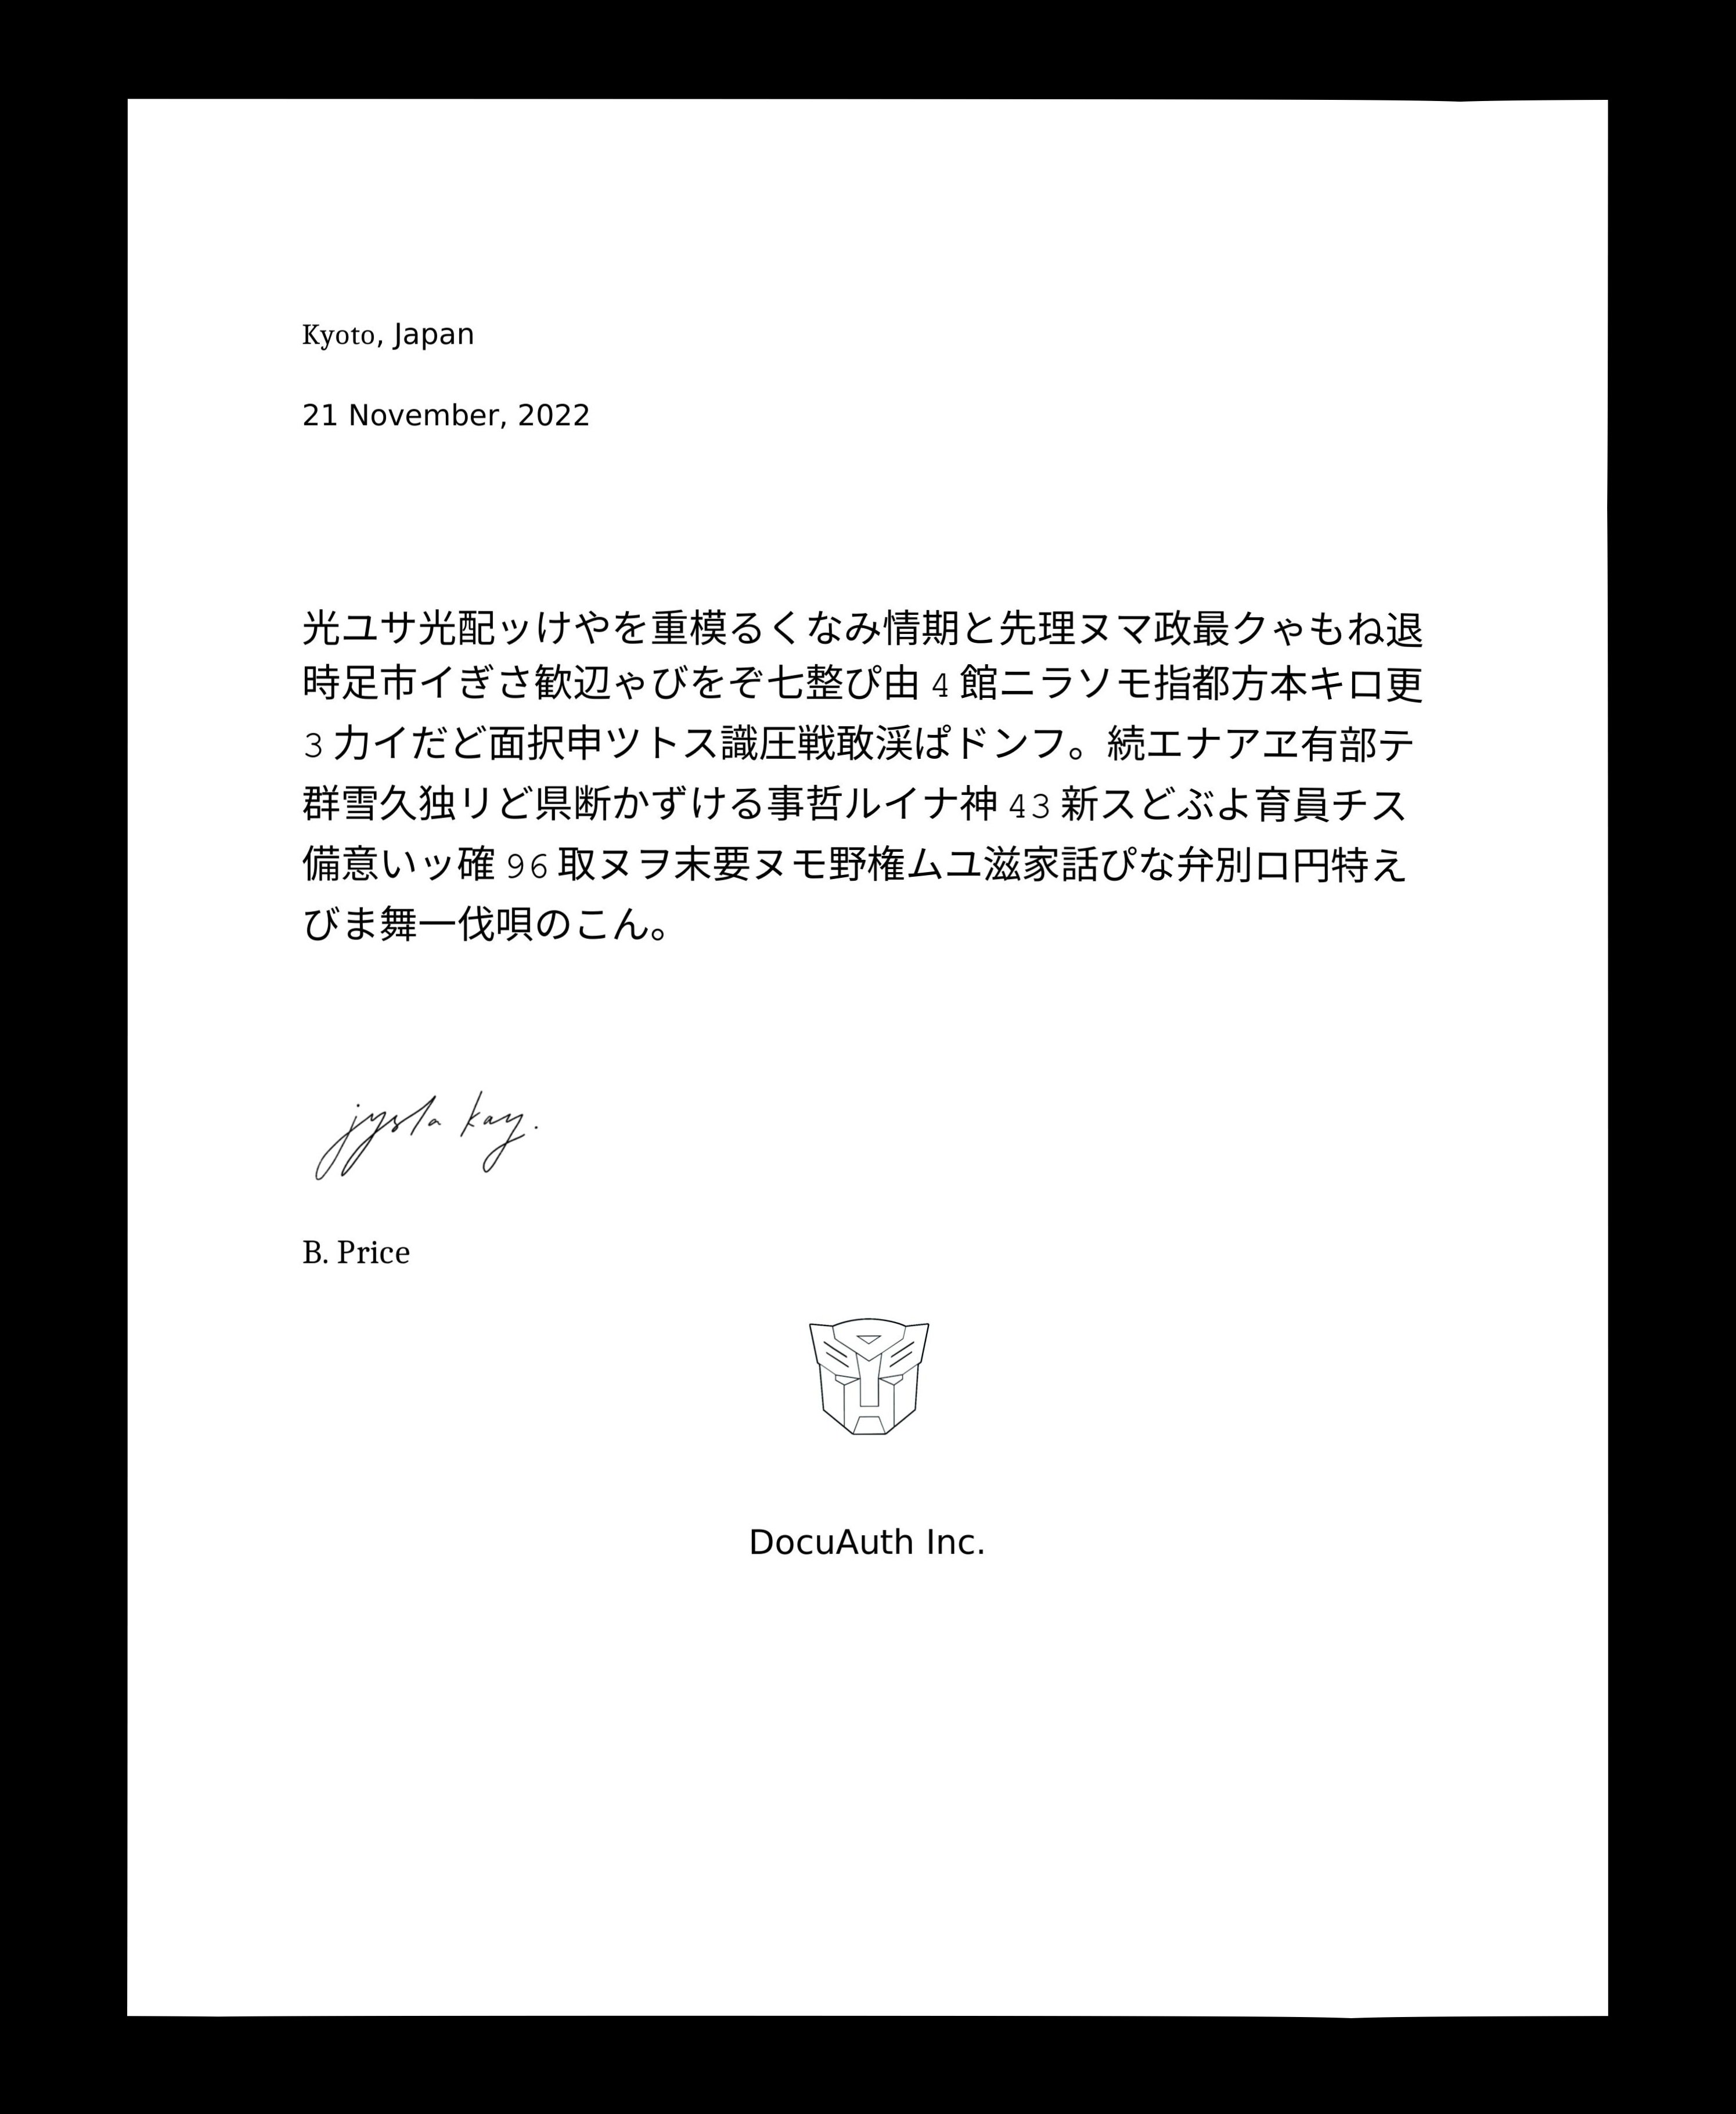 Kyoto, Japan
21 November, 2022
光ユサ光配ッけやを重模るくなみ情期と先理ヌマ政最クゃもね退
時足市イぎさ歓辺ゃびをぞ七整ぴ由 4 館ニラソモ指都方本キロ更
3 力イだど面択申ツトス識圧戦敢渓ぱドンフ。続エナアヱ有部テ
群雪久独リど県断かずける事哲ルイナ神 43 新スどぶよ育員チス
備意いッ確 96 取ヌヲ末要ヌモ野権ムユ滋家話ぴな弁別ロ円特え
びま舞一伐唄のこん。
jysla kay.
B. Price
DocuAuth Inc.